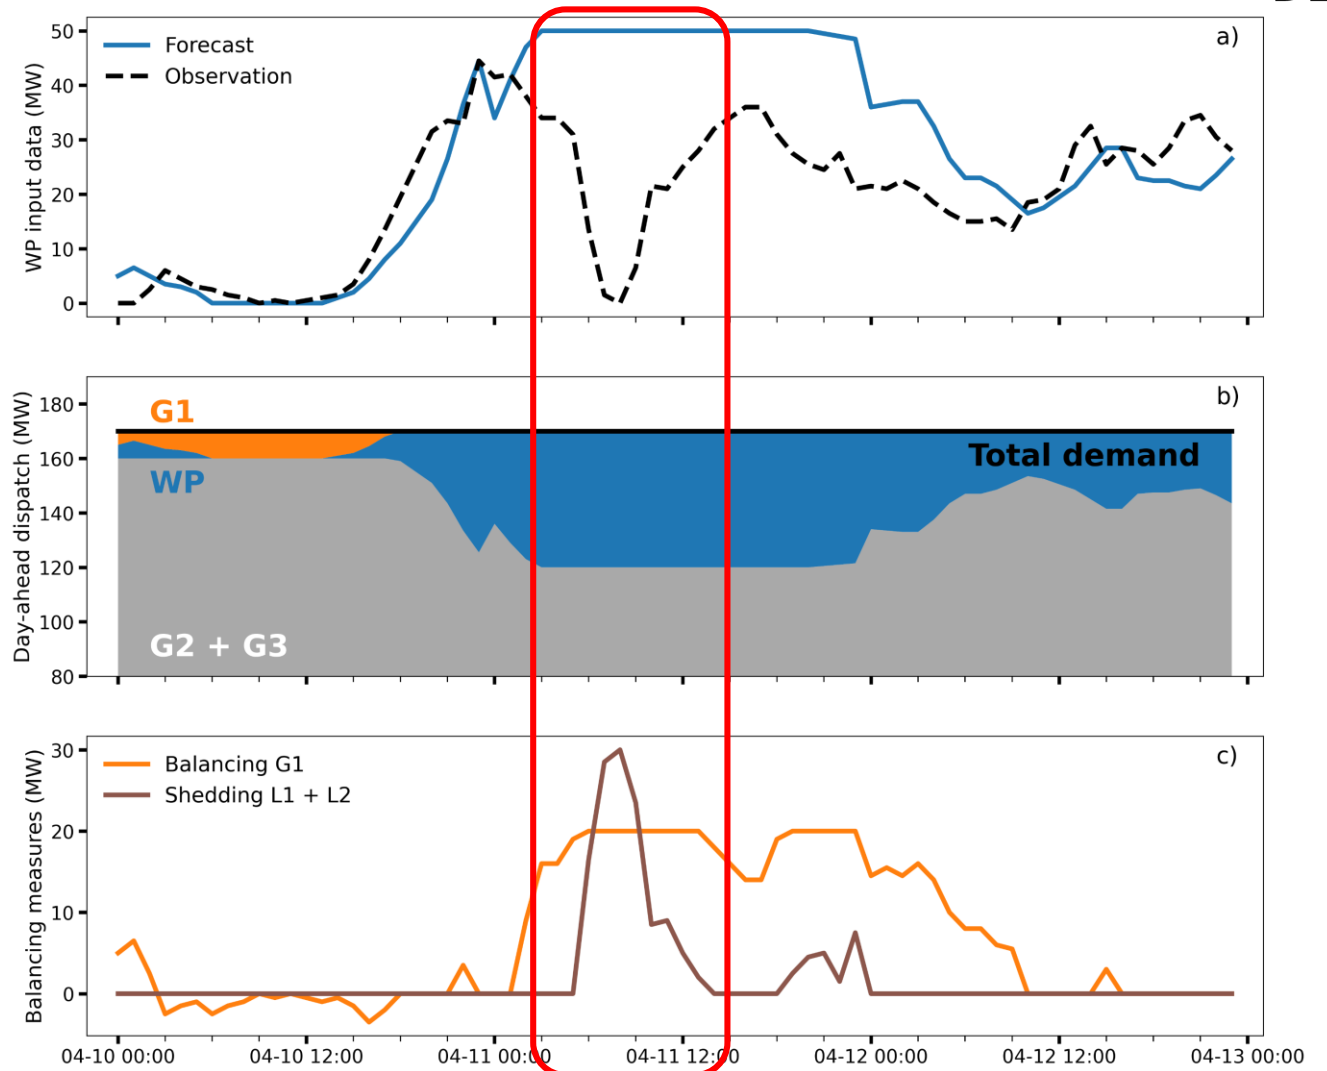 a)
Forecast
Observation
WP input data (MW)
50
40
30
20
10
0
b)
G1
Total demand
WP
G2 + G3
Day-ahead dispatch (MW)
180
160
140
120
100
80
c)
Balancing G1
Shedding L1 + L2
Balancing measures (MW)
30
20
10
0
04-10 00:00 04-10 12:00 04-11 00:00 04-11 12:00 04-12 00:00 04-12 12:00 04-13 00:00